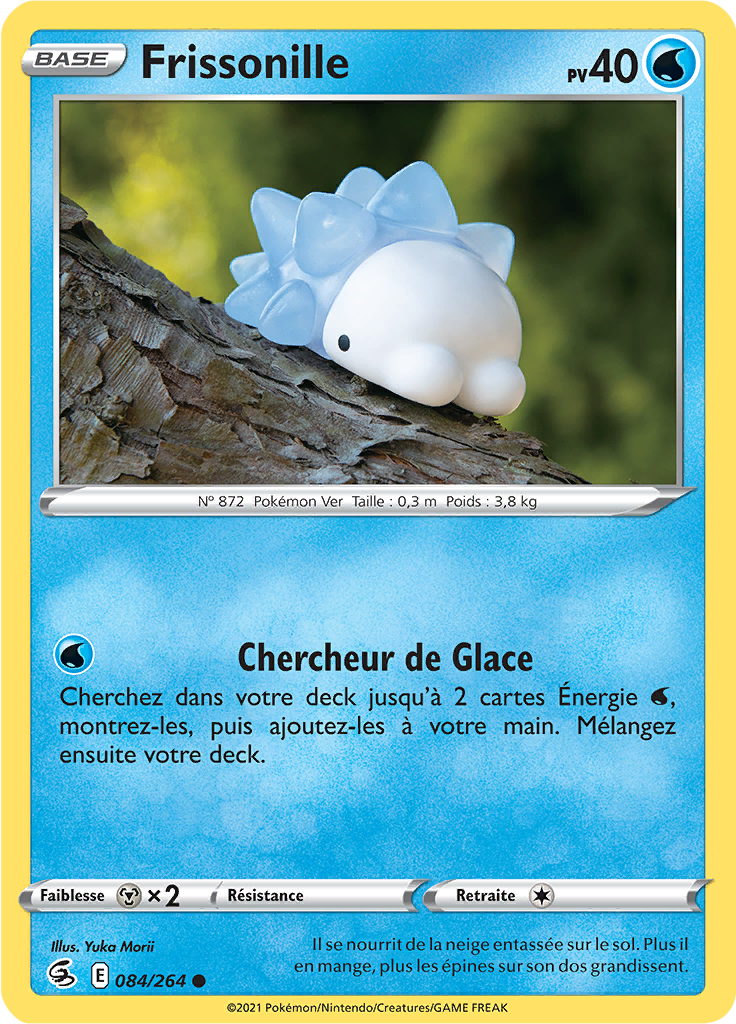 BASE Frissonille PV 40
N° 872 Pokémon Ver Taille : 0,3 m Poids : 3,8 kg
Chercheur de Glace
Cherchez dans votre deck jusqu'à 2 cartes Énergie ,
montrez-les, puis ajoutez-les à votre main. Mélangez
ensuite votre deck.
Faiblesse ×2 Résistance Retraite
Illus. Yuka Morii
Il se nourrit de la neige entassée sur le sol. Plus il
en mange, plus les épines sur son dos grandissent.
E 084/264
©2021 Pokémon/Nintendo/Creatures/GAME FREAK